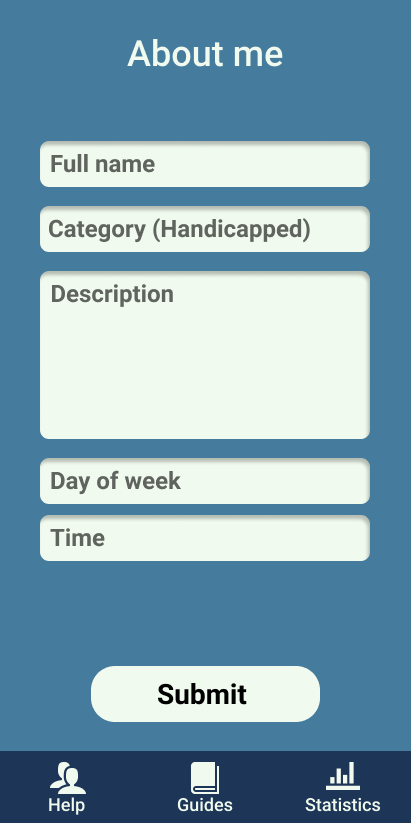 About me
Full name
Category (Handicapped)
Description
Day of week
Time
Submit
Help
Guides
Statistics